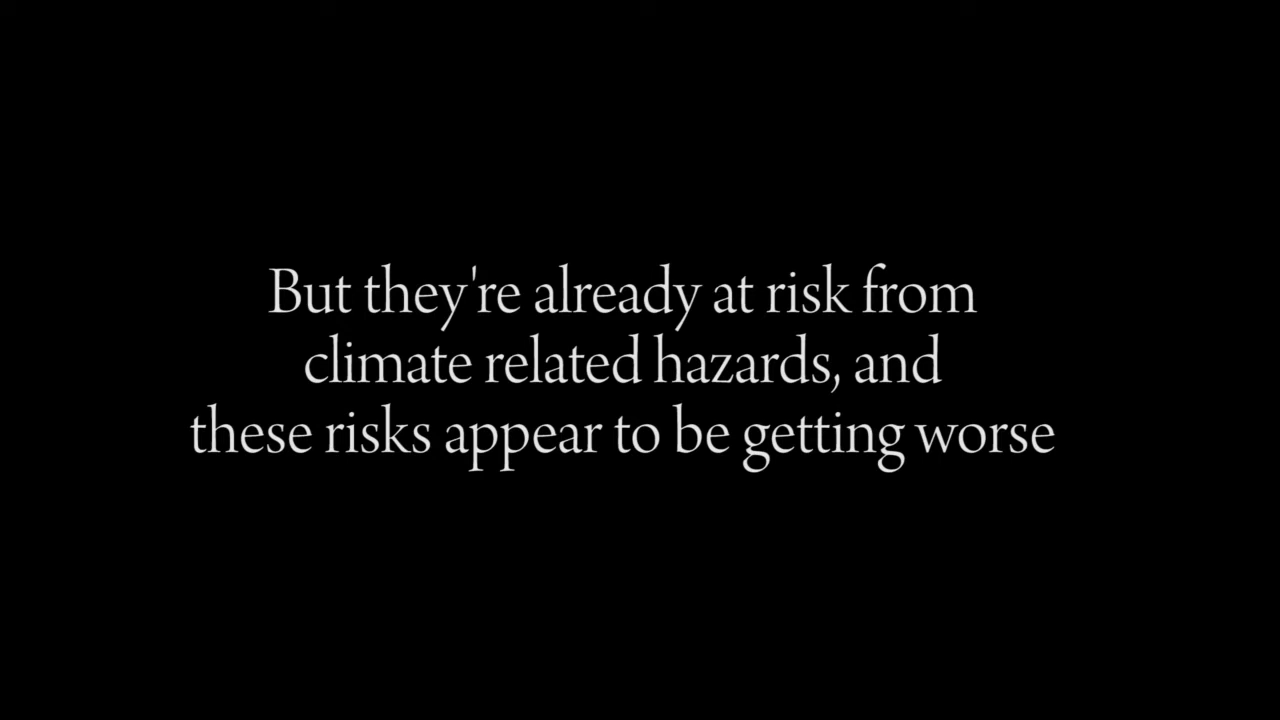 But they're already at risk from
climate related hazards, and
these risks appear to be getting worse